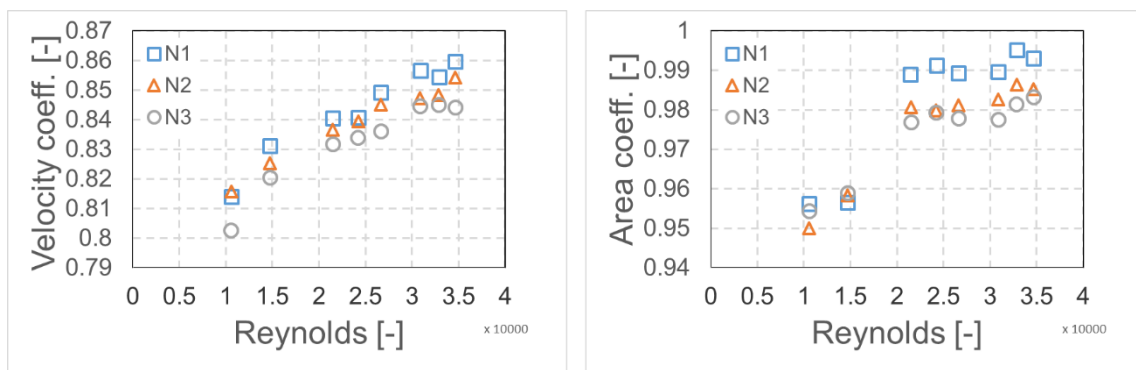 Velocity coeff. [-]
0.87
0.86
0.85
0.84
0.83
0.82
0.81
0.8
0.79
N1
N2
N3
0 0.5 1 1.5 2 2.5 3 3.5 4
Reynolds [-]
x 10000
Area coeff. [-]
1
0.99
0.98
0.97
0.96
0.95
0.94
N1
N2
N3
0 0.5 1 1.5 2 2.5 3 3.5 4
Reynolds [-]
x 10000